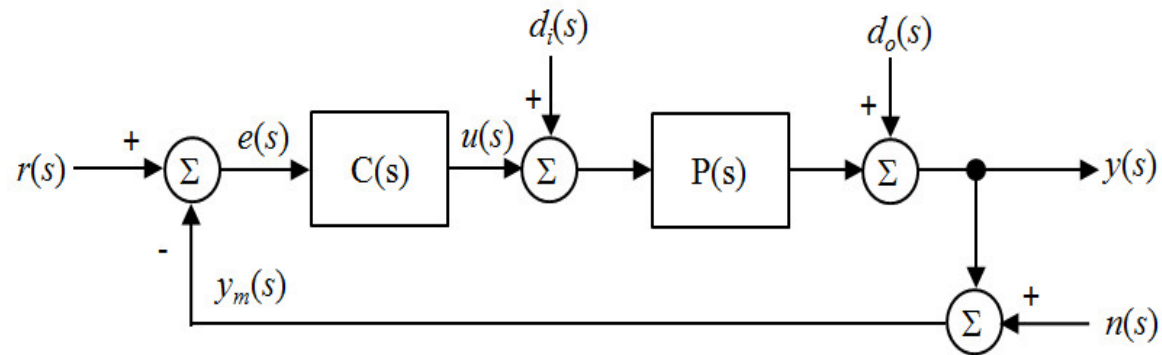 d_i(s)
d_o(s)
+
+
+
e(s)
u(s)
r(s)
Σ
C(s)
Σ
P(s)
Σ
y(s)
-
y_m(s)
+
Σ
n(s)